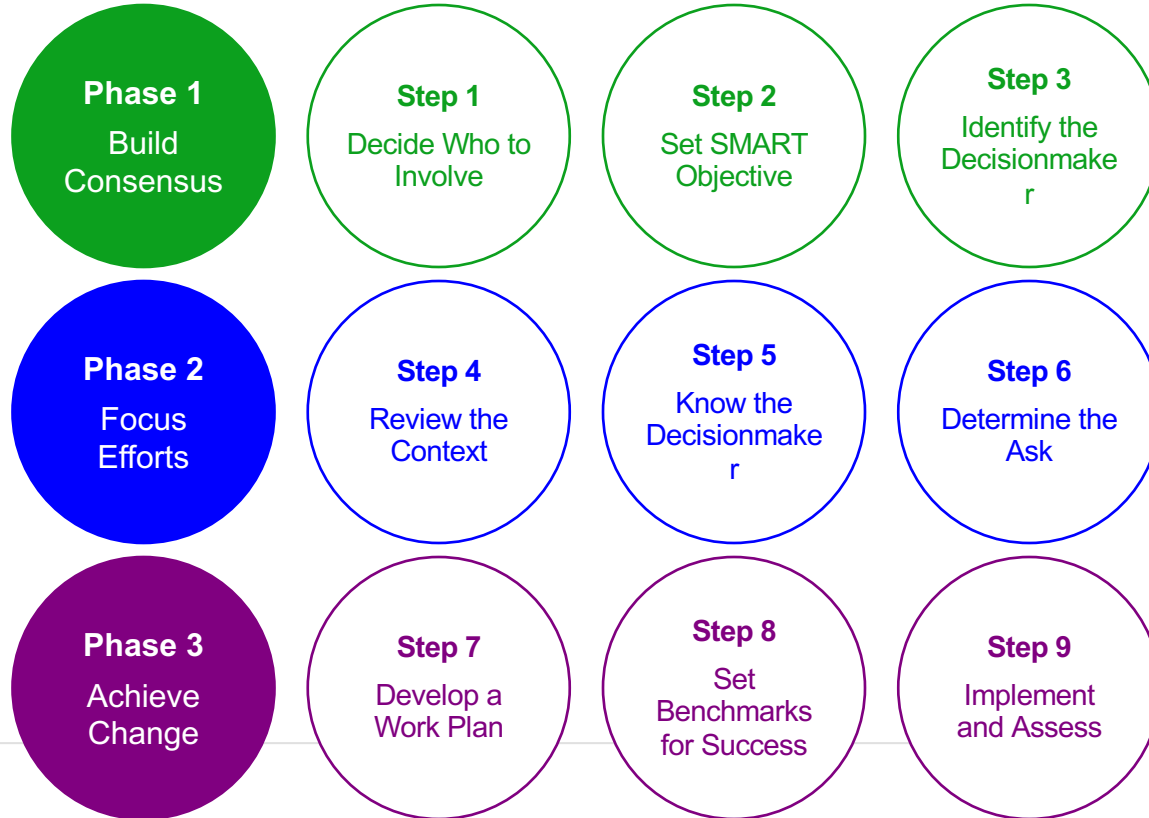 Phase 1
Build
Consensus
Step 1
Decide Who to
Involve
Step 2
Set SMART
Objective
Step 3
Identify the
Decisionmake
r
Phase 2
Focus
Efforts
Step 4
Review the
Context
Step 5
Know the
Decisionmake
r
Step 6
Determine the
Ask
Phase 3
Achieve
Change
Step 7
Develop a
Work Plan
Step 8
Set
Benchmarks
for Success
Step 9
Implement
and Assess